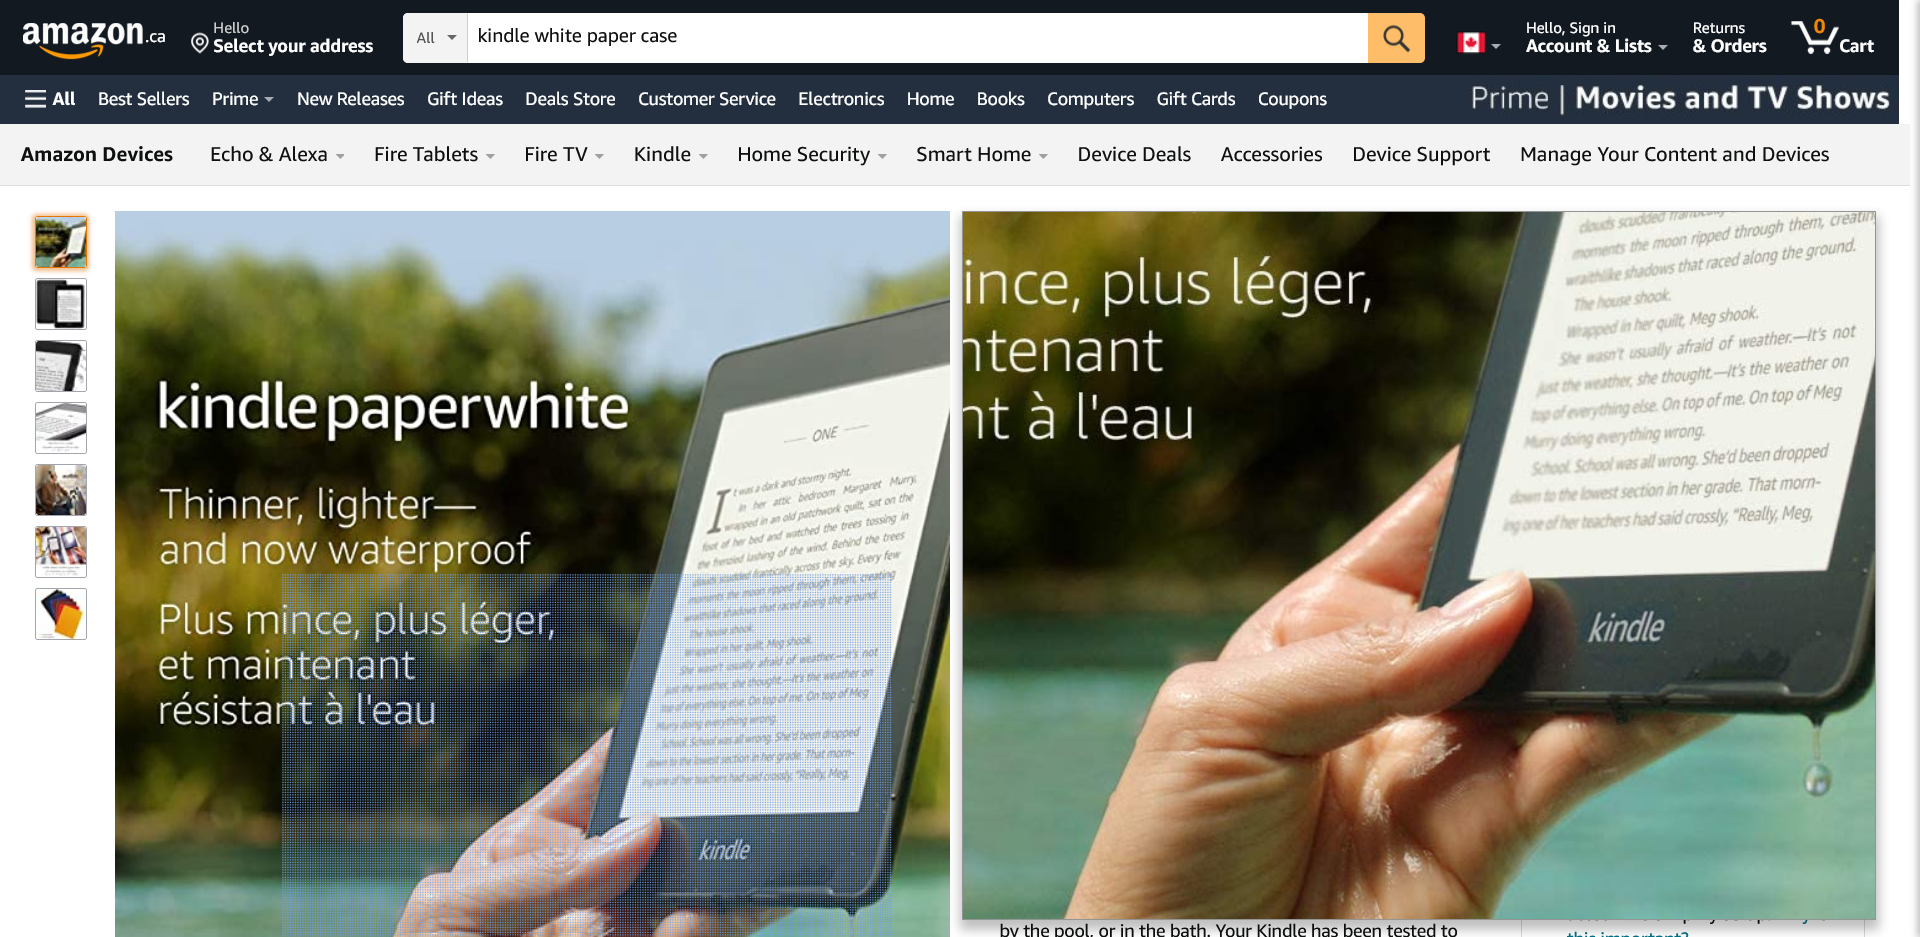 amazon.ca
Hello
Select your address
All
kindle white paper case
Hello, Sign in
Account & Lists
Returns
& Orders
0
Cart
All
Best Sellers
Prime
New Releases
Gift Ideas
Deals Store
Customer Service
Electronics
Home
Books
Computers
Gift Cards
Coupons
Prime | Movies and TV Shows
Amazon Devices
Echo & Alexa
Fire Tablets
Fire TV
Kindle
Home Security
Smart Home
Device Deals
Accessories
Device Support
Manage Your Content and Devices
kindle paperwhite
Thinner, lighter—
and now waterproof
Plus mince, plus léger,
et maintenant
résistant à l'eau
ONE
It was a dark and stormy night.
In her attic bedroom Margaret Murry,
wrapped in an old patchwork quilt, sat on the
foot of her bed and watched the trees tossing in
the frenzied lashing of the wind. Behind the trees
clouds scudded frantically across the sky. Every few
moments the moon ripped through them, creating
wraithlike shadows that raced along the ground.
The house shook.
Wrapped in her quilt, Meg shook.
She wasn't usually afraid of weather.—It's not
just the weather, she thought.—It's the weather on
top of everything else. On top of me. On top of Meg
Murry doing everything wrong.
School. School was all wrong. She'd been dropped
down to the lowest section in her grade. That morn-
ing one of her teachers had said crossly, "Really, Meg,
kindle
ince, plus léger,
ntenant
nt à l'eau
clouds scudded frantically
moments the moon ripped through them, creatin
wraithlike shadows that raced along the ground.
The house shook.
Wrapped in her quilt, Meg shook.
She wasn't usually afraid of weather.—It's not
just the weather, she thought.—It's the weather on
top of everything else. On top of me. On top of Meg
Murry doing everything wrong.
School. School was all wrong. She'd been dropped
down to the lowest section in her grade. That morn-
ing one of her teachers had said crossly, "Really, Meg,
kindle
by the pool, or in the bath. Your Kindle has been tested to
this important?